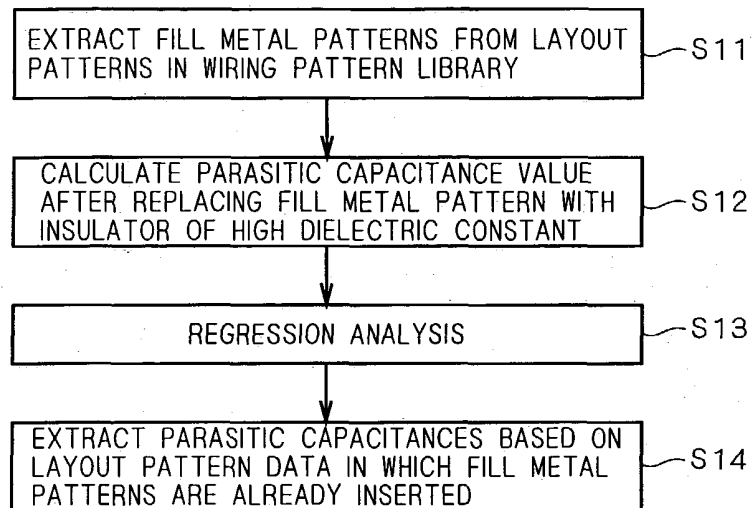 EXTRACT FILL METAL PATTERNS FROM LAYOUT
PATTERNS IN WIRING PATTERN LIBRARY
S11
CALCULATE PARASITIC CAPACITANCE VALUE
AFTER REPLACING FILL METAL PATTERN WITH
INSULATOR OF HIGH DIELECTRIC CONSTANT
S12
REGRESSION ANALYSIS
S13
EXTRACT PARASITIC CAPACITANCES BASED ON
LAYOUT PATTERN DATA IN WHICH FILL METAL
PATTERNS ARE ALREADY INSERTED
S14